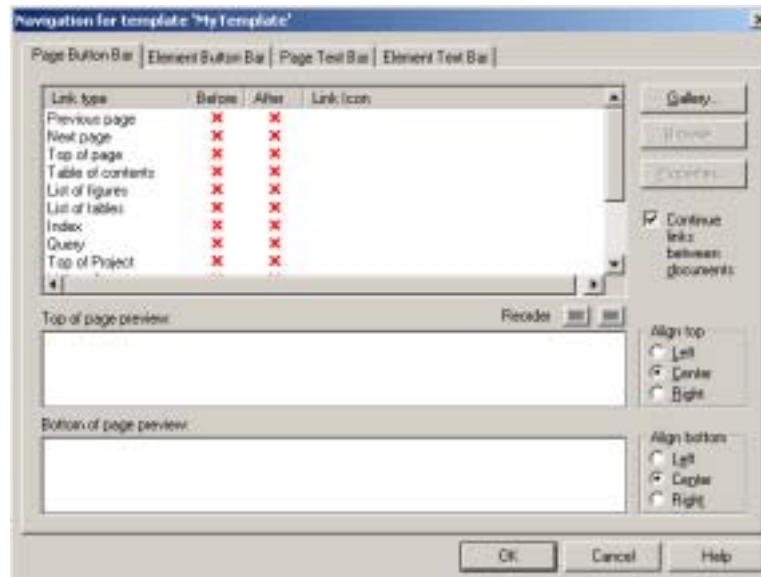 Navigation for template 'MyTemplate'
Page Button Bar Element Button Bar Page Text Bar Element Text Bar
Link type Before After Link Icon
Previous page
Next page
Top of page
Table of contents
List of figures
List of tables
Index
Query
Top of Project
Gallery...
Browse...
Properties...
Continue
links
between
documents
Top of page preview:
Reorder
Align top
Left
Center
Right
Bottom of page preview:
Align bottom
Left
Center
Right
OK Cancel Help